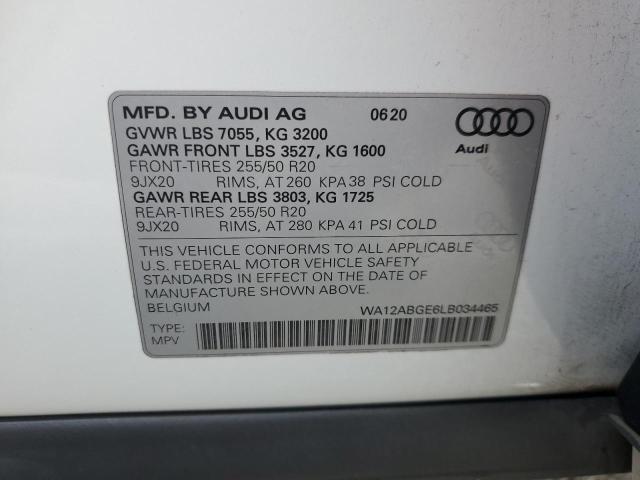 MFD. BY AUDI AG 0620
GVWR LBS 7055, KG 3200
GAWR FRONT LBS 3527, KG 1600
Audi
FRONT-TIRES 255/50 R20
9JX20 RIMS, AT 260 KPA 38 PSI COLD
GAWR REAR LBS 3803, KG 1725
REAR-TIRES 255/50 R20
9JX20 RIMS, AT 280 KPA 41 PSI COLD
THIS VEHICLE CONFORMS TO ALL APPLICABLE
U.S. FEDERAL MOTOR VEHICLE SAFETY
STANDARDS IN EFFECT ON THE DATE OF
MANUFACTURE SHOWN ABOVE.
BELGIUM WA12ABGE6LB034465
TYPE:
MPV